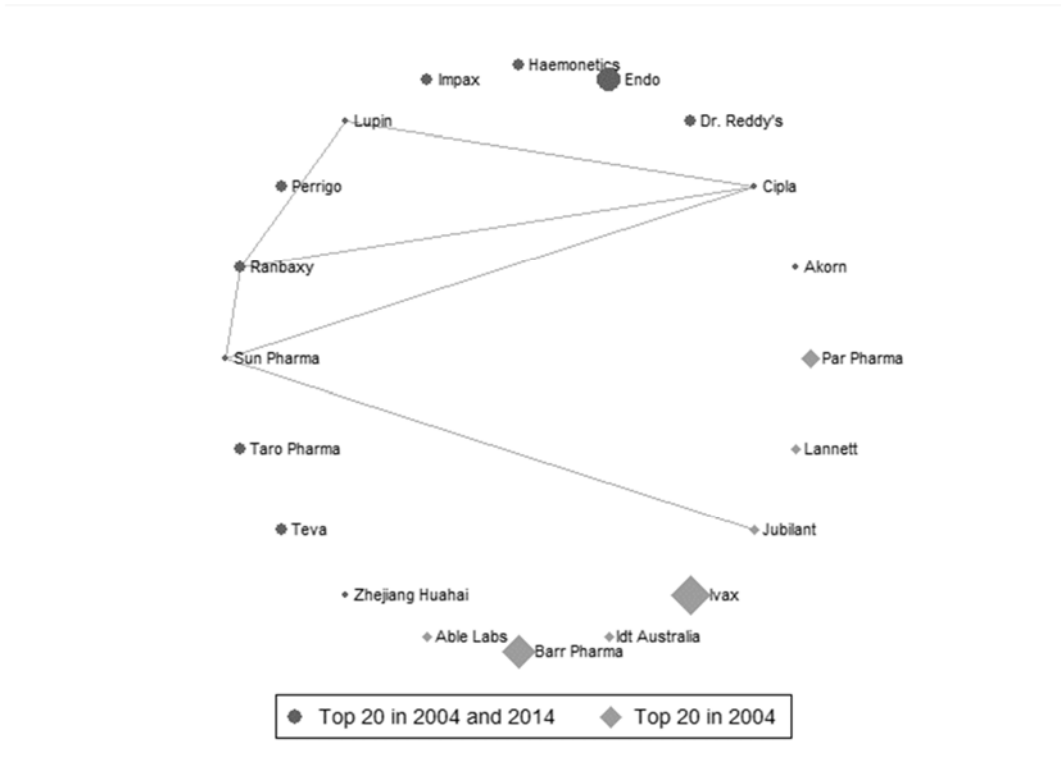 Haemonetics
Impax
Endo
Lupin
Dr. Reddy's
Perrigo
Cipla
Ranbaxy
Akorn
Sun Pharma
Par Pharma
Taro Pharma
Lannett
Teva
Jubilant
Zhejiang Huahai
Ivax
Able Labs
Idt Australia
Barr Pharma
Top 20 in 2004 and 2014
Top 20 in 2004